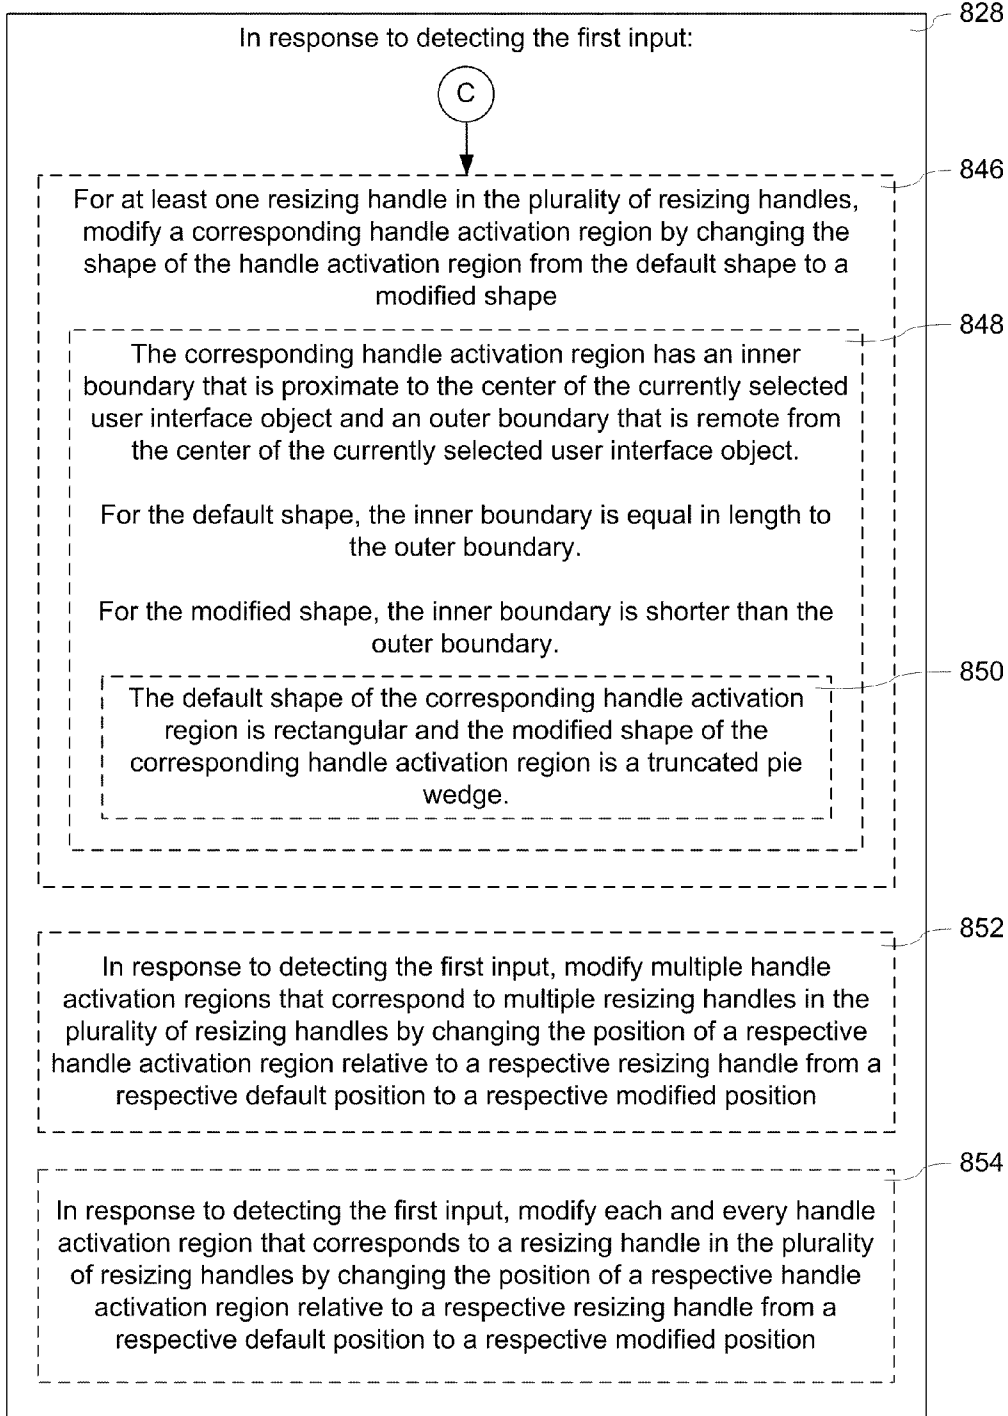 828
In response to detecting the first input:
C
846
For at least one resizing handle in the plurality of resizing handles,
modify a corresponding handle activation region by changing the
shape of the handle activation region from the default shape to a
modified shape
848
The corresponding handle activation region has an inner
boundary that is proximate to the center of the currently selected
user interface object and an outer boundary that is remote from
the center of the currently selected user interface object.
For the default shape, the inner boundary is equal in length to
the outer boundary.
For the modified shape, the inner boundary is shorter than the
outer boundary.
850
The default shape of the corresponding handle activation
region is rectangular and the modified shape of the
corresponding handle activation region is a truncated pie
wedge.
852
In response to detecting the first input, modify multiple handle
activation regions that correspond to multiple resizing handles in the
plurality of resizing handles by changing the position of a respective
handle activation region relative to a respective resizing handle from a
respective default position to a respective modified position
854
In response to detecting the first input, modify each and every handle
activation region that corresponds to a resizing handle in the plurality
of resizing handles by changing the position of a respective handle
activation region relative to a respective resizing handle from a
respective default position to a respective modified position